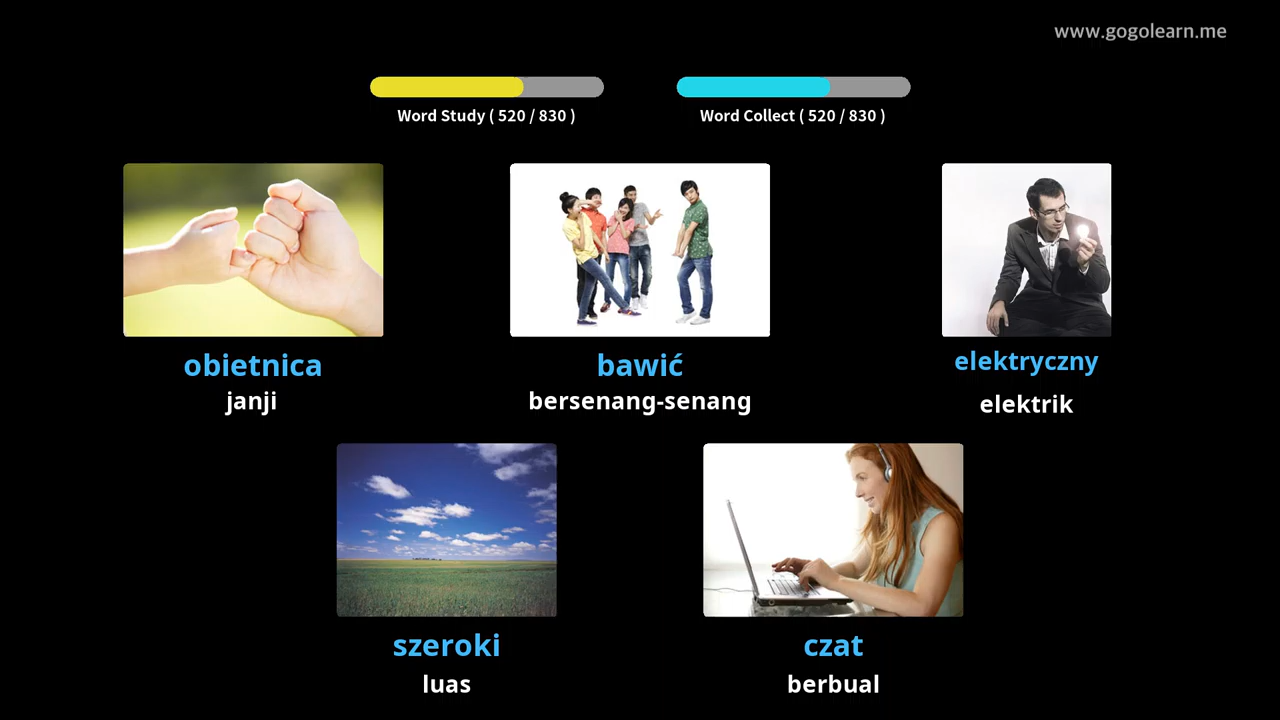 www.gogolearn.me
Word Study ( 520 / 830 )
Word Collect ( 520 / 830 )
obietnica
janji
bawić
bersenang-senang
elektryczny
elektrik
szeroki
luas
czat
berbual